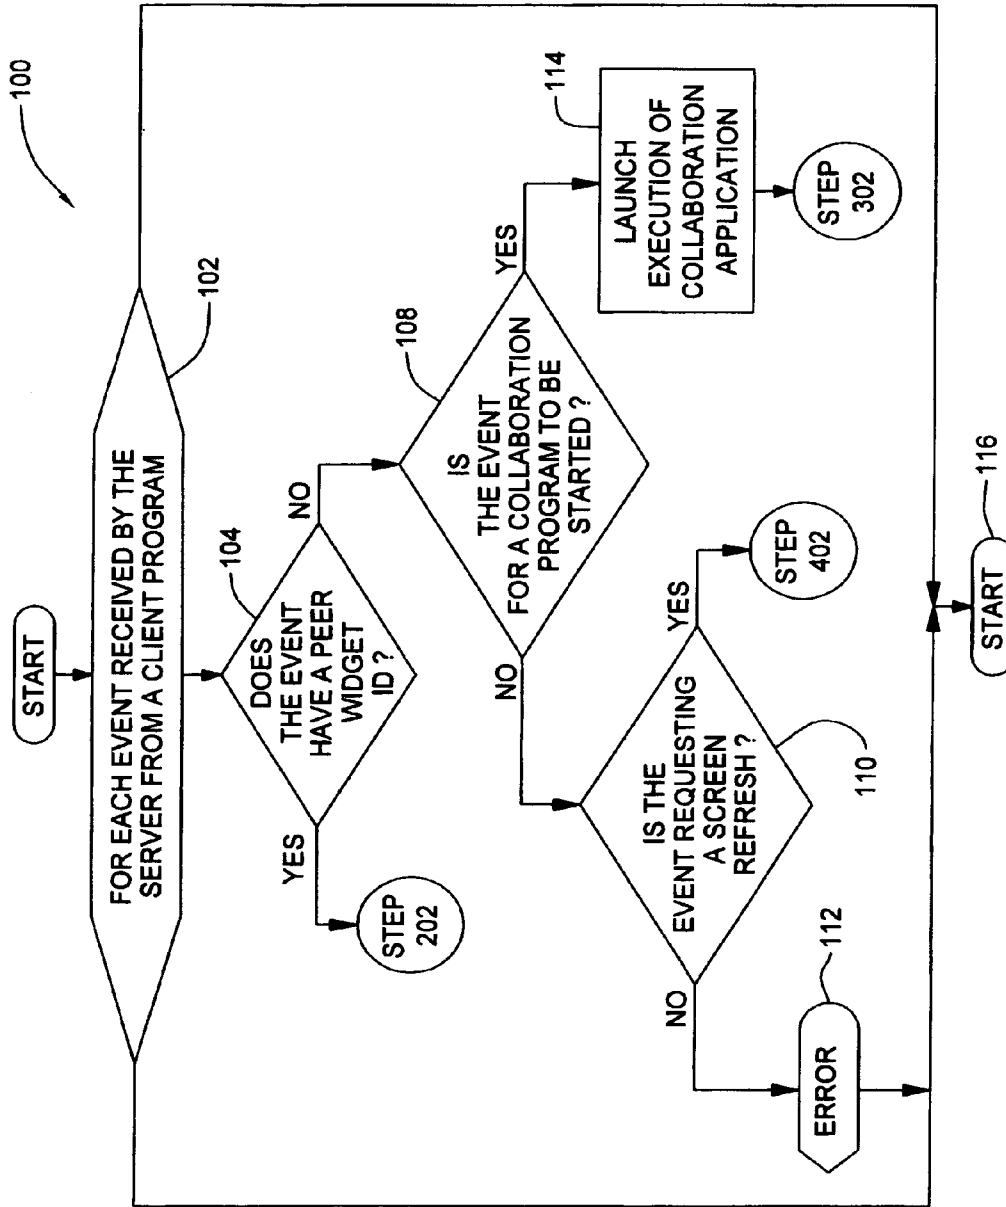 100
START
FOR EACH EVENT RECEIVED BY THE
SERVER FROM A CLIENT PROGRAM
102
DOES
THE EVENT
HAVE A PEER
WIDGET
ID ?
104
YES
NO
STEP
202
IS
THE EVENT
FOR A COLLABORATION
PROGRAM TO BE
STARTED ?
108
YES
NO
LAUNCH
EXECUTION OF
COLLABORATION
APPLICATION
114
STEP
302
IS THE
EVENT REQUESTING
A SCREEN
REFRESH ?
110
YES
NO
STEP
402
ERROR
112
START
116